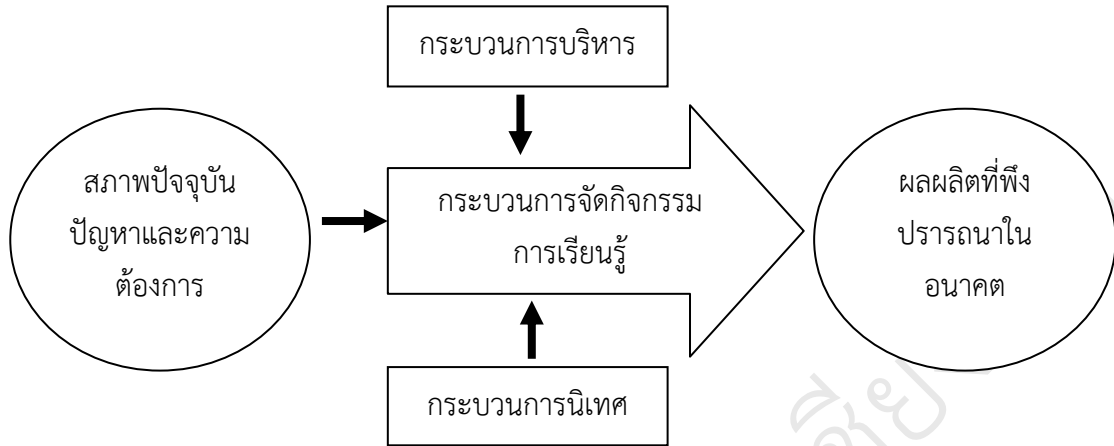 กระบวนการบริหาร
สภาพปัจจุบัน
ปัญหาและความ
ต้องการ
กระบวนการจัดกิจกรรม
การเรียนรู้
ผลผลิตที่พึง
ปรารถนาใน
อนาคต
กระบวนการนิเทศ